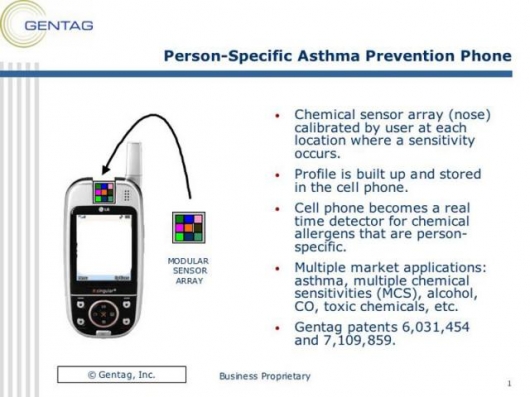 GENTAG
Person-Specific Asthma Prevention Phone
• Chemical sensor array (nose)
calibrated by user at each
location where a sensitivity
occurs.
• Profile is built up and stored
in the cell phone.
• Cell phone becomes a real
time detector for chemical
allergens that are person-
specific.
• Multiple market applications:
asthma, multiple chemical
sensitivities (MCS), alcohol,
CO, toxic chemicals, etc.
• Gentag patents 6,031,454
and 7,109,859.
LG
cingular
MODULAR
SENSOR
ARRAY
© Gentag, Inc.
Business Proprietary
1